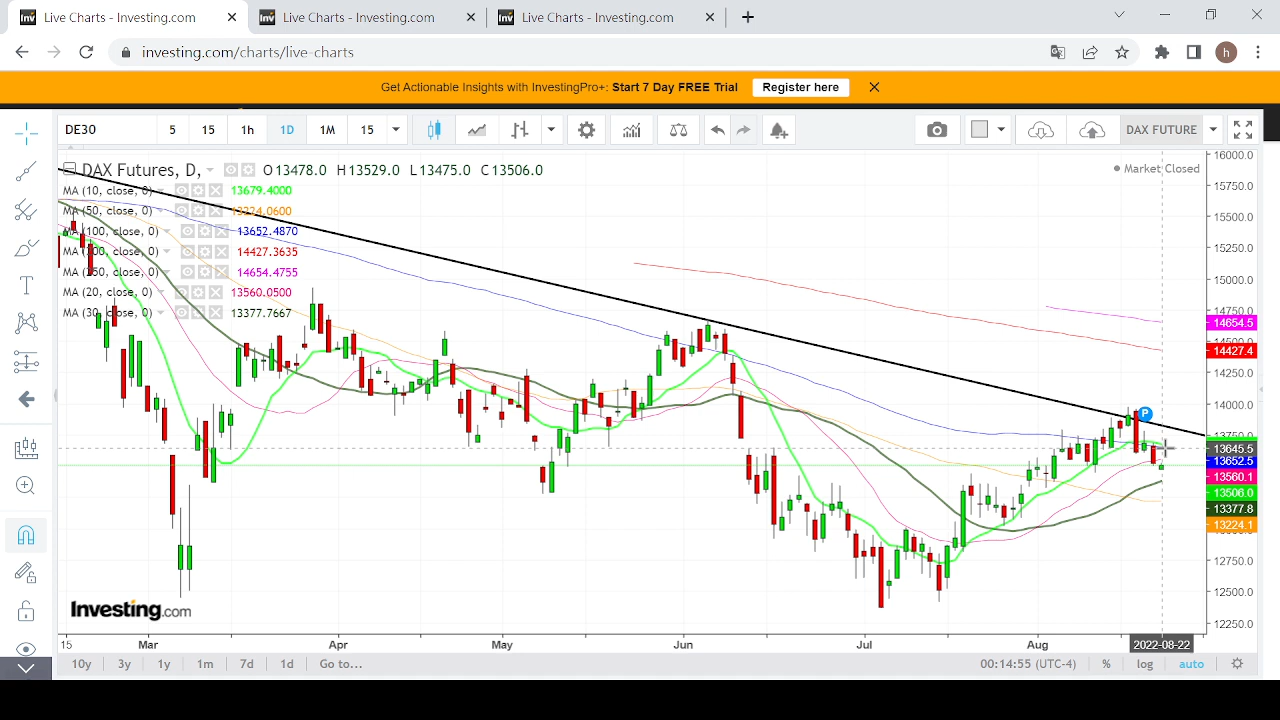 Live Charts - Investing.com Live Charts - Investing.com Live Charts - Investing.com
investing.com/charts/live-charts h
Get Actionable Insights with InvestingPro+: Start 7 Day FREE Trial Register here
DE30 5 15 1h 1D 1M 15 DAX FUTURE
DAX Futures, D, O13478.0 H13529.0 L13475.0 C13506.0
Market Closed
MA (10, close, 0) 13679.4000
MA (50, close, 0) 13224.0600
MA (100, close, 0) 13652.4870
MA (200, close, 0) 14427.3635
MA (250, close, 0) 14654.4755
MA (20, close, 0) 13560.0500
MA (30, close, 0) 13377.7667
16000.0
15750.0
15500.0
15250.0
15000.0
14750.0
14654.5
14500.0
14427.4
14250.0
14000.0
13750.0
13645.5
13652.5
13560.1
13506.0
13377.8
13224.1
12750.0
12500.0
12250.0
P
Investing.com
15 Mar Apr May Jun Jul Aug 2022-08-22
10y 3y 1y 1m 7d 1d Go to... 00:14:55 (UTC-4) % log auto